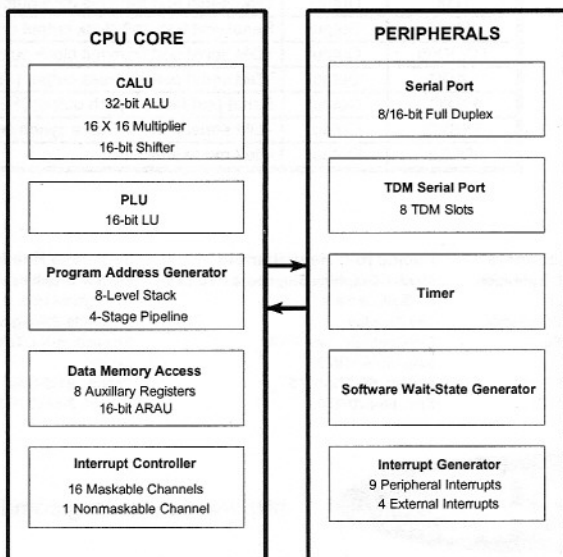 CPU CORE
CALU
32-bit ALU
16 X 16 Multiplier
16-bit Shifter
PLU
16-bit LU
Program Address Generator
8-Level Stack
4-Stage Pipeline
Data Memory Access
8 Auxillary Registers
16-bit ARAU
Interrupt Controller
16 Maskable Channels
1 Nonmaskable Channel
PERIPHERALS
Serial Port
8/16-bit Full Duplex
TDM Serial Port
8 TDM Slots
Timer
Software Wait-State Generator
Interrupt Generator
9 Peripheral Interrupts
4 External Interrupts